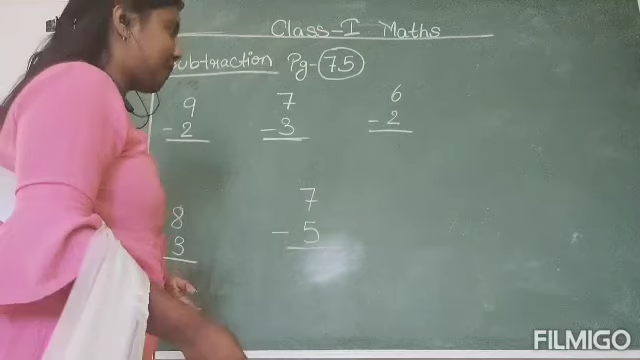 Class-I Maths
Subtraction Pg-75
9 7 6
-2 -3 -2
7
8 -5
3
FILMIGO